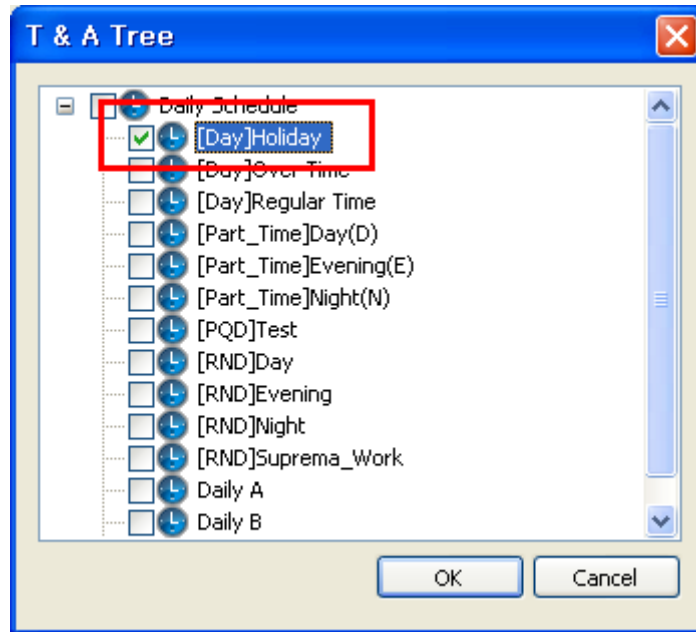 T & A Tree
Daily Schedule
[Day]Holiday
[Day]Over Time
[Day]Regular Time
[Part_Time]Day(D)
[Part_Time]Evening(E)
[Part_Time]Night(N)
[PQD]Test
[RND]Day
[RND]Evening
[RND]Night
[RND]Suprema_Work
Daily A
Daily B
OK Cancel